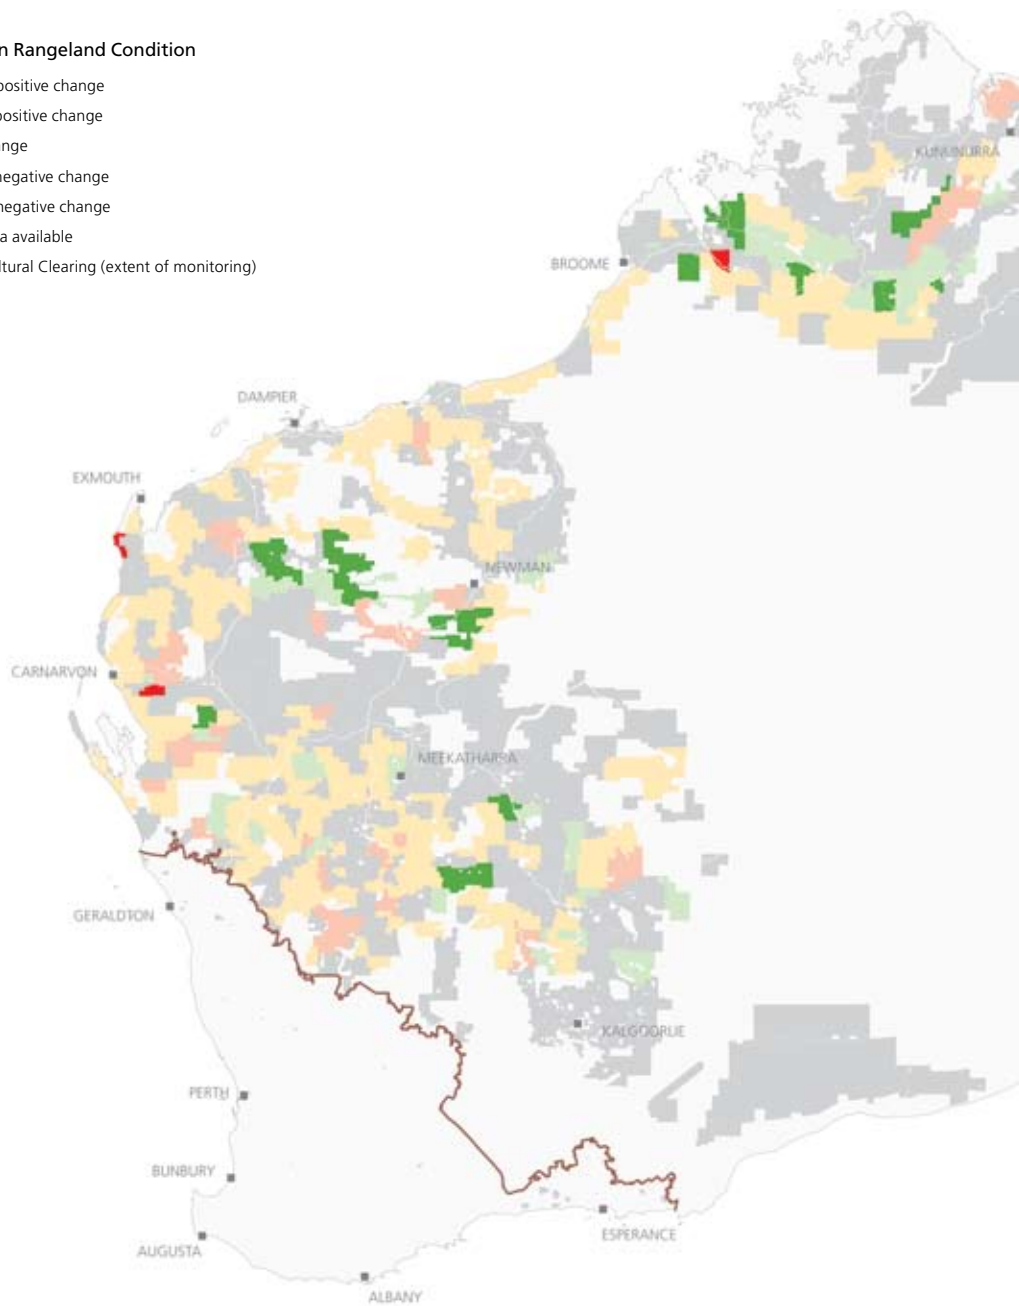 n Rangeland Condition
positive change
positive change
nge
negative change
negative change
a available
ltural Clearing (extent of monitoring)
KUNUNURRA
BROOME
DAMPIER
EXMOUTH
NEWMAN
CARNARVON
MEEKATHARRA
GERALDTON
KALGOORLIE
PERTH
BUNBURY
ESPERANCE
AUGUSTA
ALBANY